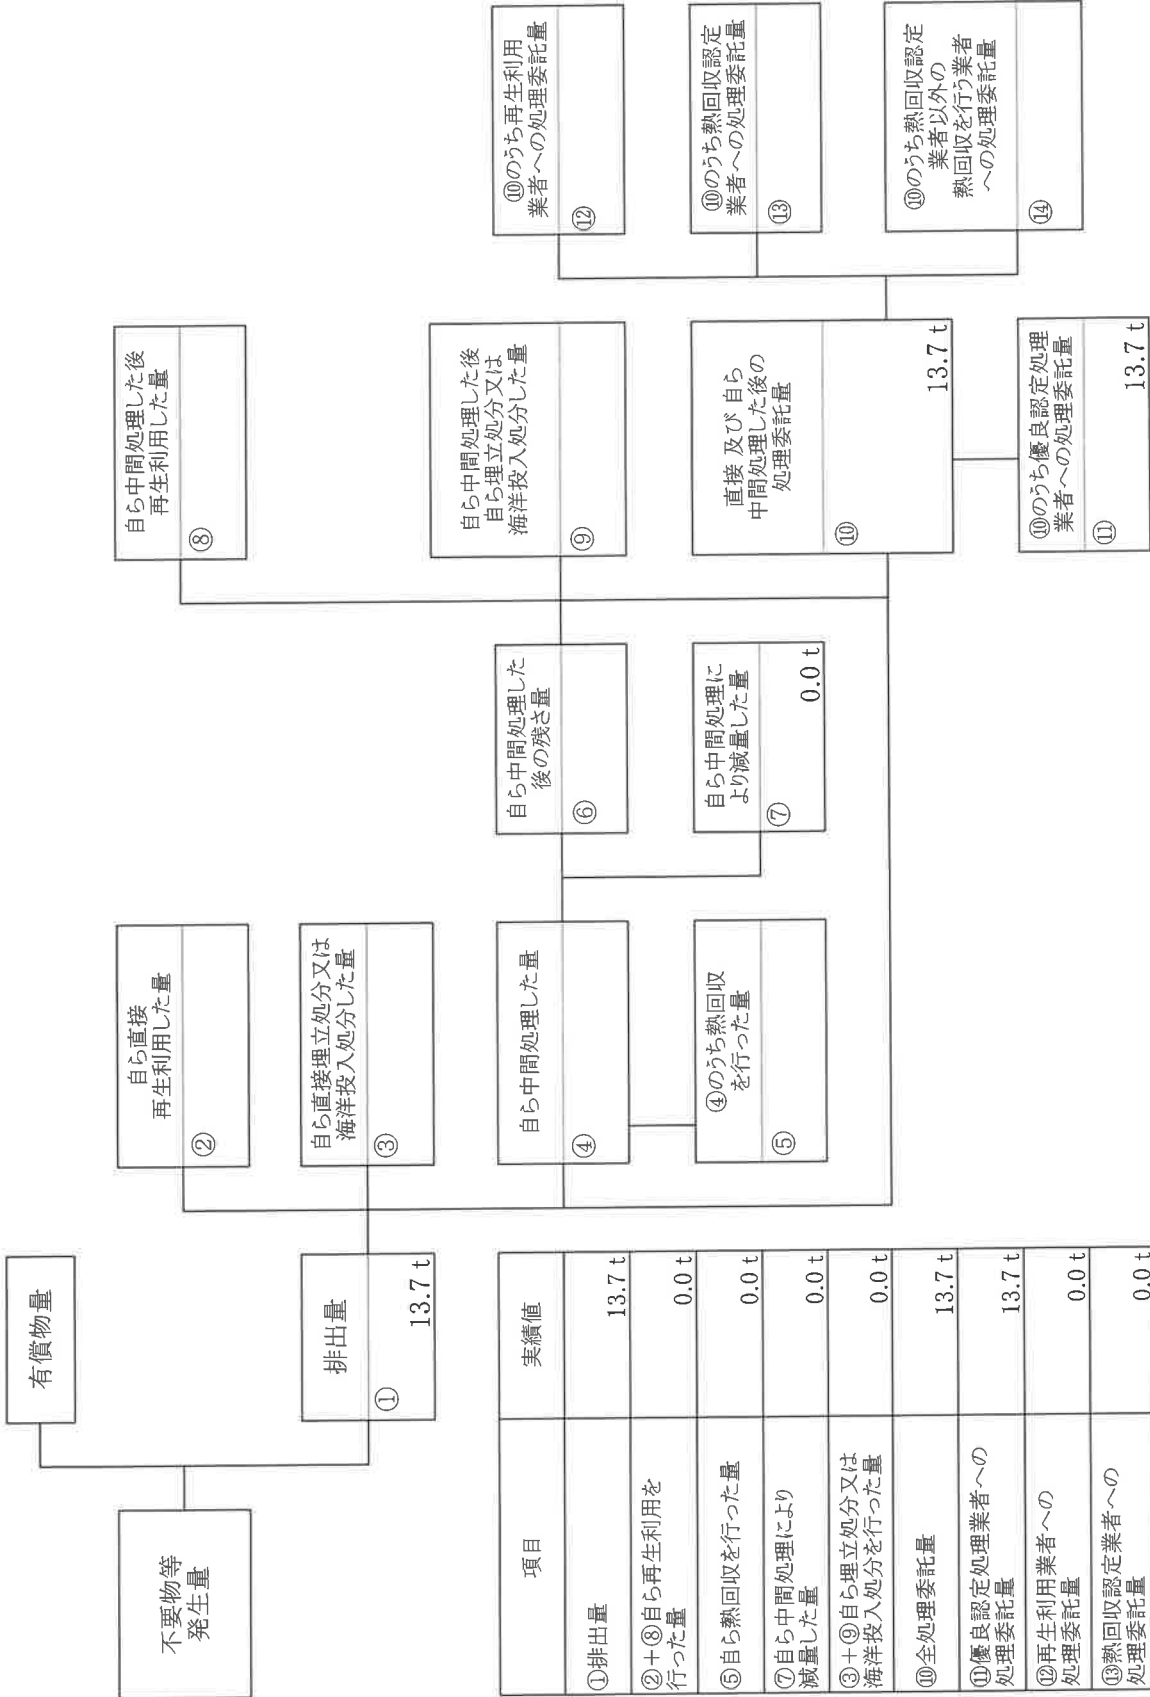 不要物等
発生量
有償物量
排出量
①
13.7 t
自ら直接
再生利用した量
②
自ら直接埋立処分又は
海洋投入処分した量
③
自ら中間処理した量
④
④のうち熱回収
を行った量
⑤
自ら中間処理した
後の残さ量
⑥
自ら中間処理に
より減量した量
⑦
0.0 t
自ら中間処理した後
再生利用した量
⑧
自ら中間処理した後
自ら埋立処分又は
海洋投入処分した量
⑨
直接 及び 自ら
中間処理した後の
処理委託量
⑩
13.7 t
⑩のうち優良認定処理
業者への処理委託量
⑪
13.7 t
⑩のうち再生利用
業者への処理委託量
⑫
⑩のうち熱回収認定
業者への処理委託量
⑬
⑩のうち熱回収認定
業者以外の
熱回収を行う業者
への処理委託量
⑭
項目 実績値
①排出量 13.7 t
②+⑧自ら再生利用を
行った量 0.0 t
⑤自ら熱回収を行った量 0.0 t
⑦自ら中間処理により
減量した量 0.0 t
③+⑨自ら埋立処分又は
海洋投入処分を行った量 0.0 t
⑩全処理委託量 13.7 t
⑪優良認定処理業者への
処理委託量 13.7 t
⑫再生利用業者への
処理委託量 0.0 t
⑬熱回収認定業者への
処理委託量 0.0 t